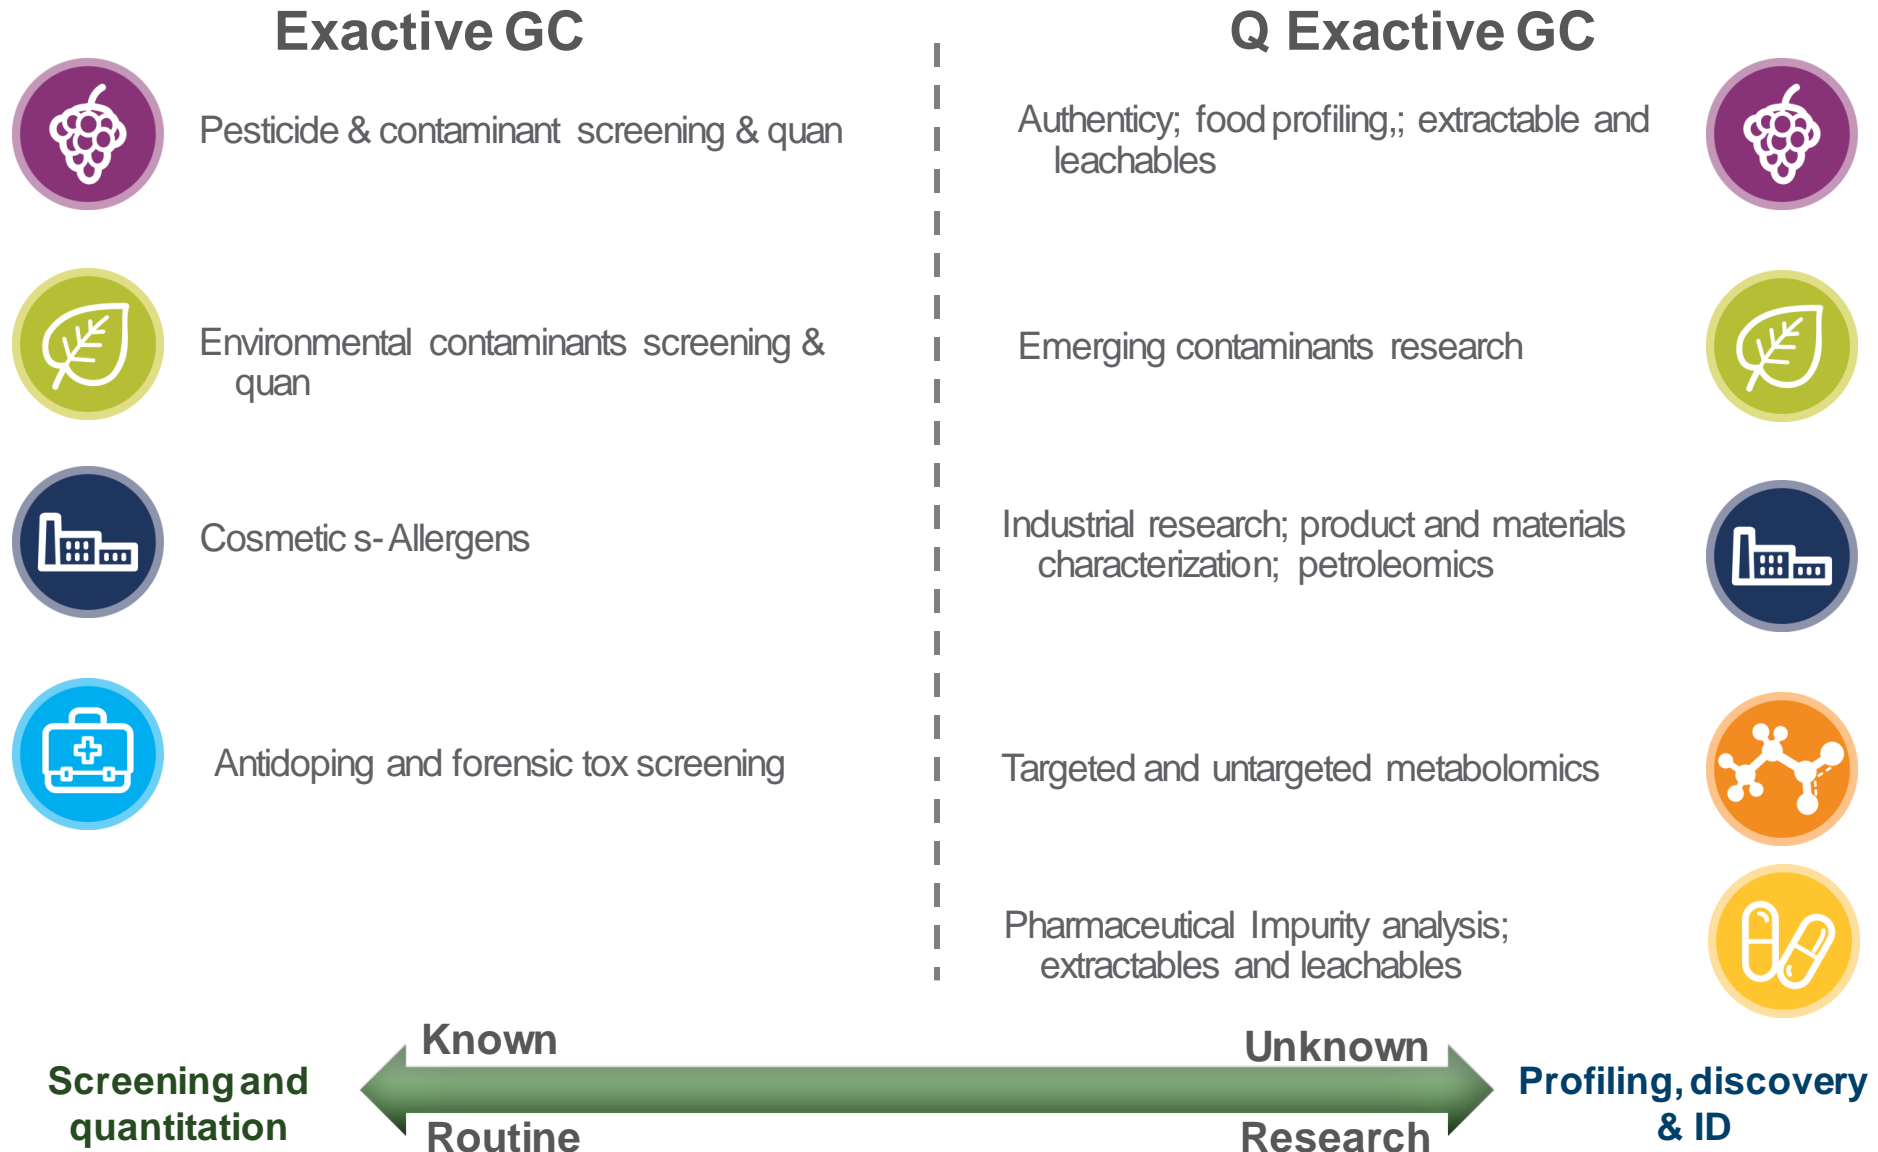 Exactive GC
Pesticide & contaminant screening & quan
Environmental contaminants screening &
quan
Cosmetic s- Allergens
Antidoping and forensic tox screening
Q Exactive GC
Authenticy; food profiling,; extractable and
leachables
Emerging contaminants research
Industrial research; product and materials
characterization; petroleomics
Targeted and untargeted metabolomics
Pharmaceutical Impurity analysis;
extractables and leachables
Known
Unknown
Screening and
quantitation
Profiling, discovery
& ID
Routine
Research